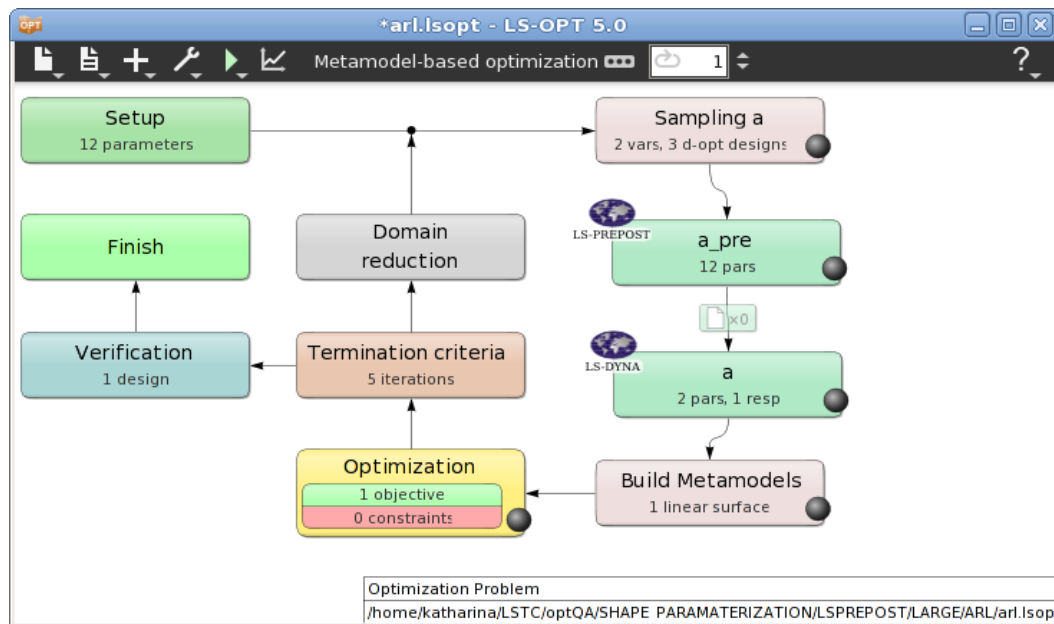 *arl.lsopt - LS-OPT 5.0
OPT
Metamodel-based optimization
1
?
Setup
12 parameters
Sampling a
2 vars, 3 d-opt designs
Finish
Domain
reduction
LS-PREPOST
a_pre
12 pars
×0
Verification
1 design
Termination criteria
5 iterations
LS-DYNA
a
2 pars, 1 resp
Optimization
1 objective
0 constraints
Build Metamodels
1 linear surface
Optimization Problem
/home/katharina/LSTC/optQA/SHAPE_PARAMATERIZATION/LSPREPOST/LARGE/ARL/arl.lsop